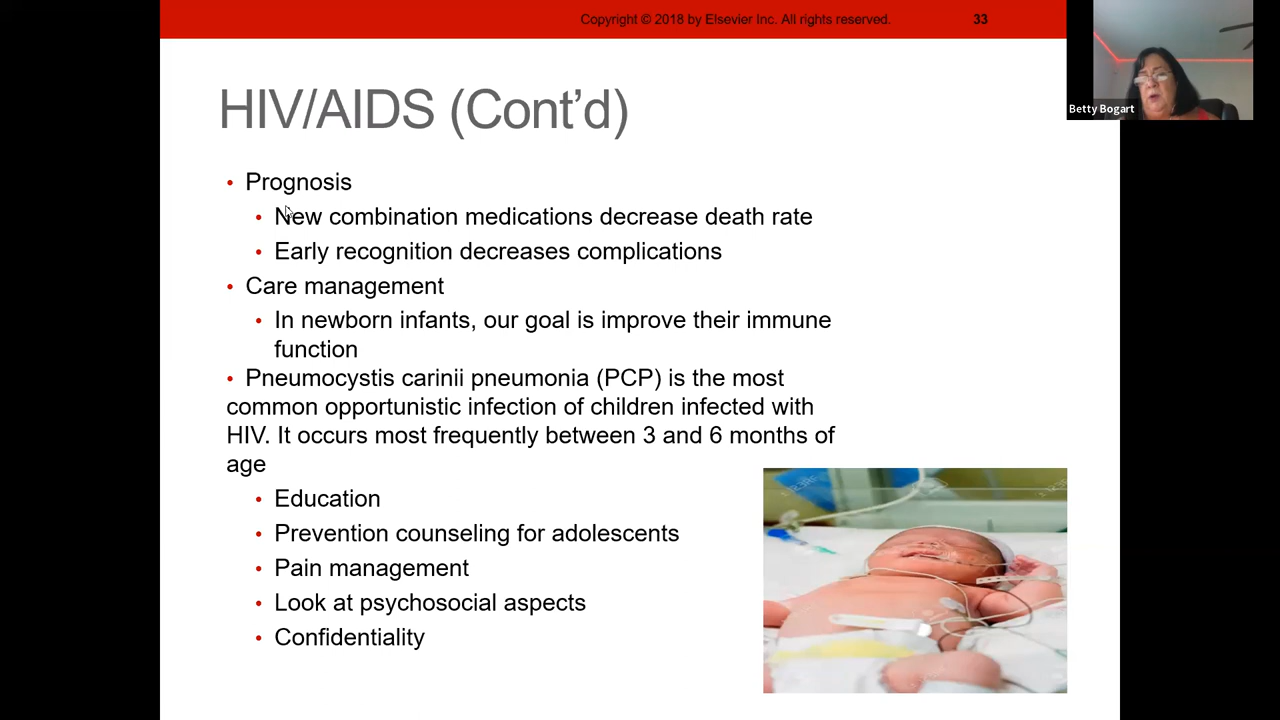 Copyright © 2018 by Elsevier Inc. All rights reserved. 33
Betty Bogart
HIV/AIDS (Cont’d)
• Prognosis
• New combination medications decrease death rate
• Early recognition decreases complications
• Care management
• In newborn infants, our goal is improve their immune
function
• Pneumocystis carinii pneumonia (PCP) is the most
common opportunistic infection of children infected with
HIV. It occurs most frequently between 3 and 6 months of
age
• Education
• Prevention counseling for adolescents
• Pain management
• Look at psychosocial aspects
• Confidentiality